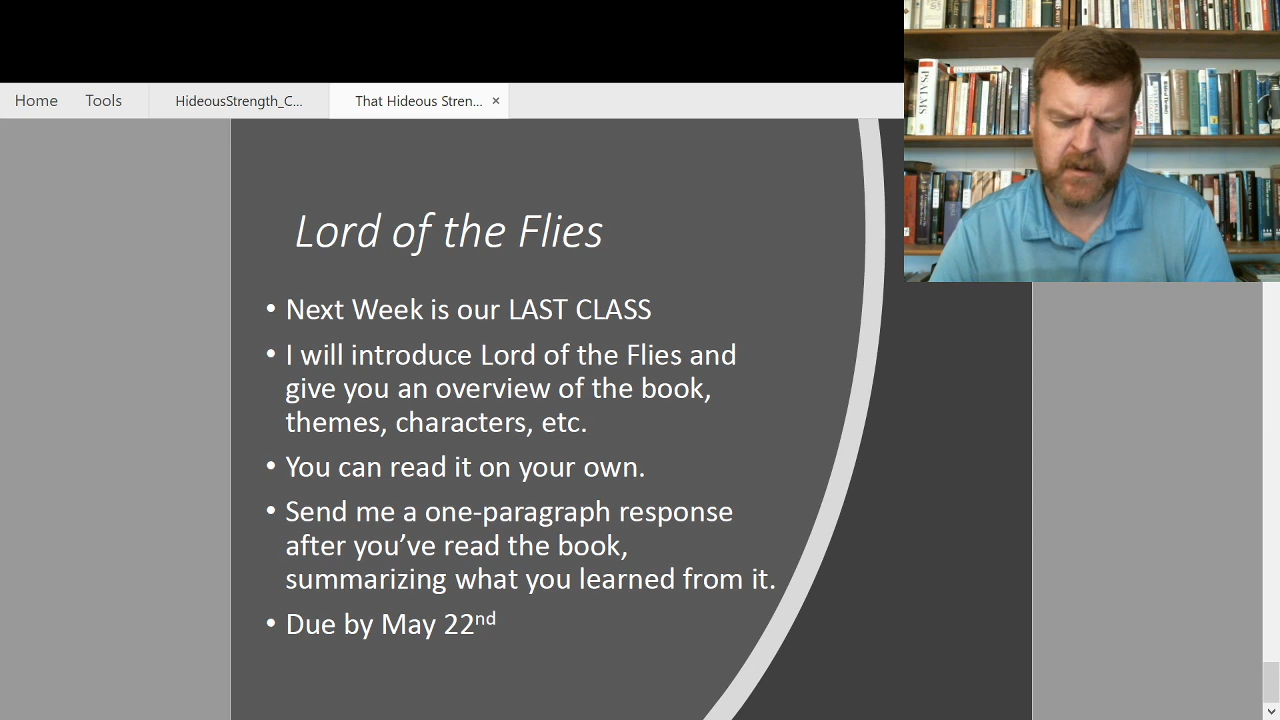 Home Tools HideousStrength_C... That Hideous Stren... ×
PSALMS
Lord of the Flies
• Next Week is our LAST CLASS
• I will introduce Lord of the Flies and
give you an overview of the book,
themes, characters, etc.
• You can read it on your own.
• Send me a one-paragraph response
after you’ve read the book,
summarizing what you learned from it.
• Due by May 22nd